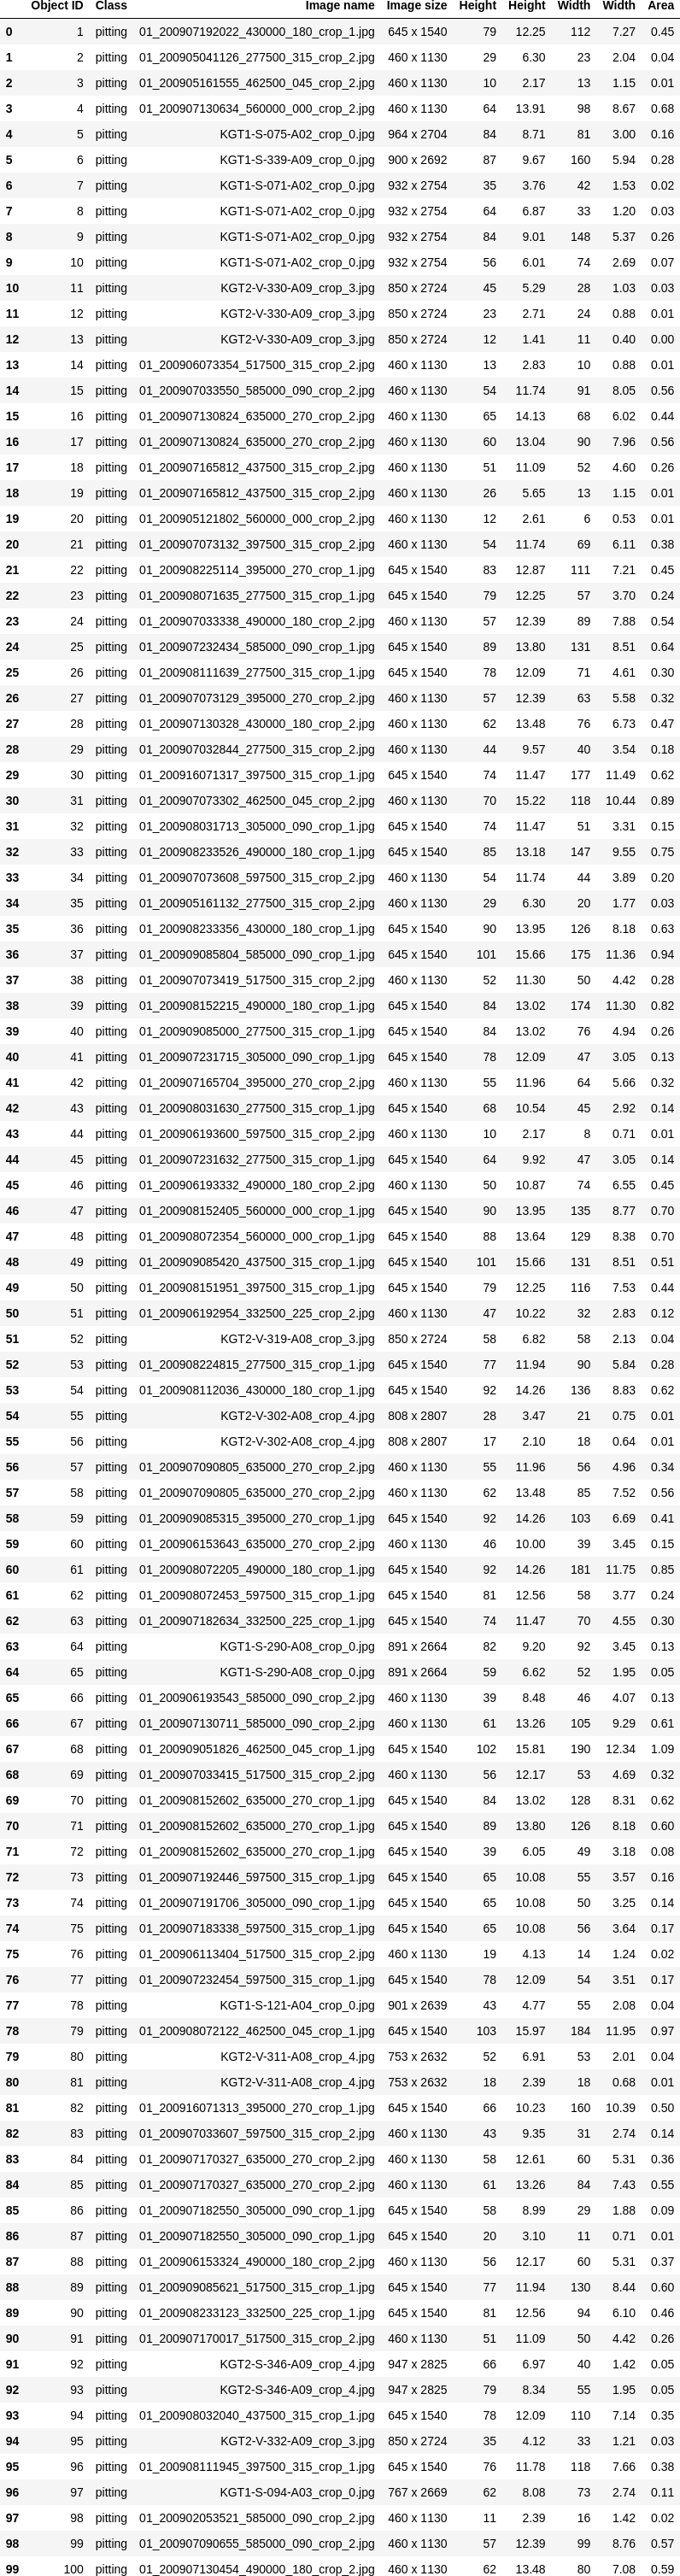 Object ID Class Image name Image size Height Height Width Width Area
0 1 pitting 01_200907192022_430000_180_crop_1.jpg 645 x 1540 79 12.25 112 7.27 0.45
1 2 pitting 01_200905041126_277500_315_crop_2.jpg 460 x 1130 29 6.30 23 2.04 0.04
2 3 pitting 01_200905161555_462500_045_crop_2.jpg 460 x 1130 10 2.17 13 1.15 0.01
3 4 pitting 01_200907130634_560000_000_crop_2.jpg 460 x 1130 64 13.91 98 8.67 0.68
4 5 pitting KGT1-S-075-A02_crop_0.jpg 964 x 2704 84 8.71 81 3.00 0.16
5 6 pitting KGT1-S-339-A09_crop_0.jpg 900 x 2692 87 9.67 160 5.94 0.28
6 7 pitting KGT1-S-071-A02_crop_0.jpg 932 x 2754 35 3.76 42 1.53 0.02
7 8 pitting KGT1-S-071-A02_crop_0.jpg 932 x 2754 64 6.87 33 1.20 0.03
8 9 pitting KGT1-S-071-A02_crop_0.jpg 932 x 2754 84 9.01 148 5.37 0.26
9 10 pitting KGT1-S-071-A02_crop_0.jpg 932 x 2754 56 6.01 74 2.69 0.07
10 11 pitting KGT2-V-330-A09_crop_3.jpg 850 x 2724 45 5.29 28 1.03 0.03
11 12 pitting KGT2-V-330-A09_crop_3.jpg 850 x 2724 23 2.71 24 0.88 0.01
12 13 pitting KGT2-V-330-A09_crop_3.jpg 850 x 2724 12 1.41 11 0.40 0.00
13 14 pitting 01_200906073354_517500_315_crop_2.jpg 460 x 1130 13 2.83 10 0.88 0.01
14 15 pitting 01_200907033550_585000_090_crop_2.jpg 460 x 1130 54 11.74 91 8.05 0.56
15 16 pitting 01_200907130824_635000_270_crop_2.jpg 460 x 1130 65 14.13 68 6.02 0.44
16 17 pitting 01_200907130824_635000_270_crop_2.jpg 460 x 1130 60 13.04 90 7.96 0.56
17 18 pitting 01_200907165812_437500_315_crop_2.jpg 460 x 1130 51 11.09 52 4.60 0.26
18 19 pitting 01_200907165812_437500_315_crop_2.jpg 460 x 1130 26 5.65 13 1.15 0.01
19 20 pitting 01_200905121802_560000_000_crop_2.jpg 460 x 1130 12 2.61 6 0.53 0.01
20 21 pitting 01_200907073132_397500_315_crop_2.jpg 460 x 1130 54 11.74 69 6.11 0.38
21 22 pitting 01_200908225114_395000_270_crop_1.jpg 645 x 1540 83 12.87 111 7.21 0.45
22 23 pitting 01_200908071635_277500_315_crop_1.jpg 645 x 1540 79 12.25 57 3.70 0.24
23 24 pitting 01_200907033338_490000_180_crop_2.jpg 460 x 1130 57 12.39 89 7.88 0.54
24 25 pitting 01_200907232434_585000_090_crop_1.jpg 645 x 1540 89 13.80 131 8.51 0.64
25 26 pitting 01_200908111639_277500_315_crop_1.jpg 645 x 1540 78 12.09 71 4.61 0.30
26 27 pitting 01_200907073129_395000_270_crop_2.jpg 460 x 1130 57 12.39 63 5.58 0.32
27 28 pitting 01_200907130328_430000_180_crop_2.jpg 460 x 1130 62 13.48 76 6.73 0.47
28 29 pitting 01_200907032844_277500_315_crop_2.jpg 460 x 1130 44 9.57 40 3.54 0.18
29 30 pitting 01_200916071317_397500_315_crop_1.jpg 645 x 1540 74 11.47 177 11.49 0.62
30 31 pitting 01_200907073302_462500_045_crop_2.jpg 460 x 1130 70 15.22 118 10.44 0.89
31 32 pitting 01_200908031713_305000_090_crop_1.jpg 645 x 1540 74 11.47 51 3.31 0.15
32 33 pitting 01_200908233526_490000_180_crop_1.jpg 645 x 1540 85 13.18 147 9.55 0.75
33 34 pitting 01_200907073608_597500_315_crop_2.jpg 460 x 1130 54 11.74 44 3.89 0.20
34 35 pitting 01_200905161132_277500_315_crop_2.jpg 460 x 1130 29 6.30 20 1.77 0.03
35 36 pitting 01_200908233356_430000_180_crop_1.jpg 645 x 1540 90 13.95 126 8.18 0.63
36 37 pitting 01_200909085804_585000_090_crop_1.jpg 645 x 1540 101 15.66 175 11.36 0.94
37 38 pitting 01_200907073419_517500_315_crop_2.jpg 460 x 1130 52 11.30 50 4.42 0.28
38 39 pitting 01_200908152215_490000_180_crop_1.jpg 645 x 1540 84 13.02 174 11.30 0.82
39 40 pitting 01_200909085000_277500_315_crop_1.jpg 645 x 1540 84 13.02 76 4.94 0.26
40 41 pitting 01_200907231715_305000_090_crop_1.jpg 645 x 1540 78 12.09 47 3.05 0.13
41 42 pitting 01_200907165704_395000_270_crop_2.jpg 460 x 1130 55 11.96 64 5.66 0.32
42 43 pitting 01_200908031630_277500_315_crop_1.jpg 645 x 1540 68 10.54 45 2.92 0.14
43 44 pitting 01_200906193600_597500_315_crop_2.jpg 460 x 1130 10 2.17 8 0.71 0.01
44 45 pitting 01_200907231632_277500_315_crop_1.jpg 645 x 1540 64 9.92 47 3.05 0.14
45 46 pitting 01_200906193332_490000_180_crop_2.jpg 460 x 1130 50 10.87 74 6.55 0.45
46 47 pitting 01_200908152405_560000_000_crop_1.jpg 645 x 1540 90 13.95 135 8.77 0.70
47 48 pitting 01_200908072354_560000_000_crop_1.jpg 645 x 1540 88 13.64 129 8.38 0.70
48 49 pitting 01_200909085420_437500_315_crop_1.jpg 645 x 1540 101 15.66 131 8.51 0.51
49 50 pitting 01_200908151951_397500_315_crop_1.jpg 645 x 1540 79 12.25 116 7.53 0.44
50 51 pitting 01_200906192954_332500_225_crop_2.jpg 460 x 1130 47 10.22 32 2.83 0.12
51 52 pitting KGT2-V-319-A08_crop_3.jpg 850 x 2724 58 6.82 58 2.13 0.04
52 53 pitting 01_200908224815_277500_315_crop_1.jpg 645 x 1540 77 11.94 90 5.84 0.28
53 54 pitting 01_200908112036_430000_180_crop_1.jpg 645 x 1540 92 14.26 136 8.83 0.62
54 55 pitting KGT2-V-302-A08_crop_4.jpg 808 x 2807 28 3.47 21 0.75 0.01
55 56 pitting KGT2-V-302-A08_crop_4.jpg 808 x 2807 17 2.10 18 0.64 0.01
56 57 pitting 01_200907090805_635000_270_crop_2.jpg 460 x 1130 55 11.96 56 4.96 0.34
57 58 pitting 01_200907090805_635000_270_crop_2.jpg 460 x 1130 62 13.48 85 7.52 0.56
58 59 pitting 01_200909085315_395000_270_crop_1.jpg 645 x 1540 92 14.26 103 6.69 0.41
59 60 pitting 01_200906153643_635000_270_crop_2.jpg 460 x 1130 46 10.00 39 3.45 0.15
60 61 pitting 01_200908072205_490000_180_crop_1.jpg 645 x 1540 92 14.26 181 11.75 0.85
61 62 pitting 01_200908072453_597500_315_crop_1.jpg 645 x 1540 81 12.56 58 3.77 0.24
62 63 pitting 01_200907182634_332500_225_crop_1.jpg 645 x 1540 74 11.47 70 4.55 0.30
63 64 pitting KGT1-S-290-A08_crop_0.jpg 891 x 2664 82 9.20 92 3.45 0.13
64 65 pitting KGT1-S-290-A08_crop_0.jpg 891 x 2664 59 6.62 52 1.95 0.05
65 66 pitting 01_200906193543_585000_090_crop_2.jpg 460 x 1130 39 8.48 46 4.07 0.13
66 67 pitting 01_200907130711_585000_090_crop_2.jpg 460 x 1130 61 13.26 105 9.29 0.61
67 68 pitting 01_200909051826_462500_045_crop_1.jpg 645 x 1540 102 15.81 190 12.34 1.09
68 69 pitting 01_200907033415_517500_315_crop_2.jpg 460 x 1130 56 12.17 53 4.69 0.32
69 70 pitting 01_200908152602_635000_270_crop_1.jpg 645 x 1540 84 13.02 128 8.31 0.62
70 71 pitting 01_200908152602_635000_270_crop_1.jpg 645 x 1540 89 13.80 126 8.18 0.60
71 72 pitting 01_200908152602_635000_270_crop_1.jpg 645 x 1540 39 6.05 49 3.18 0.08
72 73 pitting 01_200907192446_597500_315_crop_1.jpg 645 x 1540 65 10.08 55 3.57 0.16
73 74 pitting 01_200907191706_305000_090_crop_1.jpg 645 x 1540 65 10.08 50 3.25 0.14
74 75 pitting 01_200907183338_597500_315_crop_1.jpg 645 x 1540 65 10.08 56 3.64 0.17
75 76 pitting 01_200906113404_517500_315_crop_2.jpg 460 x 1130 19 4.13 14 1.24 0.02
76 77 pitting 01_200907232454_597500_315_crop_1.jpg 645 x 1540 78 12.09 54 3.51 0.17
77 78 pitting KGT1-S-121-A04_crop_0.jpg 901 x 2639 43 4.77 55 2.08 0.04
78 79 pitting 01_200908072122_462500_045_crop_1.jpg 645 x 1540 103 15.97 184 11.95 0.97
79 80 pitting KGT2-V-311-A08_crop_4.jpg 753 x 2632 52 6.91 53 2.01 0.04
80 81 pitting KGT2-V-311-A08_crop_4.jpg 753 x 2632 18 2.39 18 0.68 0.01
81 82 pitting 01_200916071313_395000_270_crop_1.jpg 645 x 1540 66 10.23 160 10.39 0.50
82 83 pitting 01_200907033607_597500_315_crop_2.jpg 460 x 1130 43 9.35 31 2.74 0.14
83 84 pitting 01_200907170327_635000_270_crop_2.jpg 460 x 1130 58 12.61 60 5.31 0.36
84 85 pitting 01_200907170327_635000_270_crop_2.jpg 460 x 1130 61 13.26 84 7.43 0.55
85 86 pitting 01_200907182550_305000_090_crop_1.jpg 645 x 1540 58 8.99 29 1.88 0.09
86 87 pitting 01_200907182550_305000_090_crop_1.jpg 645 x 1540 20 3.10 11 0.71 0.01
87 88 pitting 01_200906153324_490000_180_crop_2.jpg 460 x 1130 56 12.17 60 5.31 0.37
88 89 pitting 01_200909085621_517500_315_crop_1.jpg 645 x 1540 77 11.94 130 8.44 0.60
89 90 pitting 01_200908233123_332500_225_crop_1.jpg 645 x 1540 81 12.56 94 6.10 0.46
90 91 pitting 01_200907170017_517500_315_crop_2.jpg 460 x 1130 51 11.09 50 4.42 0.26
91 92 pitting KGT2-S-346-A09_crop_4.jpg 947 x 2825 66 6.97 40 1.42 0.05
92 93 pitting KGT2-S-346-A09_crop_4.jpg 947 x 2825 79 8.34 55 1.95 0.05
93 94 pitting 01_200908032040_437500_315_crop_1.jpg 645 x 1540 78 12.09 110 7.14 0.35
94 95 pitting KGT2-V-332-A09_crop_3.jpg 850 x 2724 35 4.12 33 1.21 0.03
95 96 pitting 01_200908111945_397500_315_crop_1.jpg 645 x 1540 76 11.78 118 7.66 0.38
96 97 pitting KGT1-S-094-A03_crop_0.jpg 767 x 2669 62 8.08 73 2.74 0.11
97 98 pitting 01_200902053521_585000_090_crop_2.jpg 460 x 1130 11 2.39 16 1.42 0.02
98 99 pitting 01_200907090655_585000_090_crop_2.jpg 460 x 1130 57 12.39 99 8.76 0.57
99 100 pitting 01_200907130454_490000_180_crop_2.jpg 460 x 1130 62 13.48 80 7.08 0.59